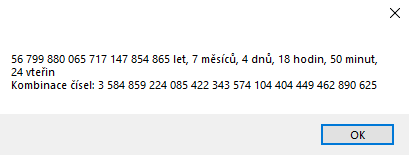 56 799 880 065 717 147 854 865 let, 7 měsíců, 4 dnů, 18 hodin, 50 minut,
24 vteřin
Kombinace čísel: 3 584 859 224 085 422 343 574 104 404 449 462 890 625
OK